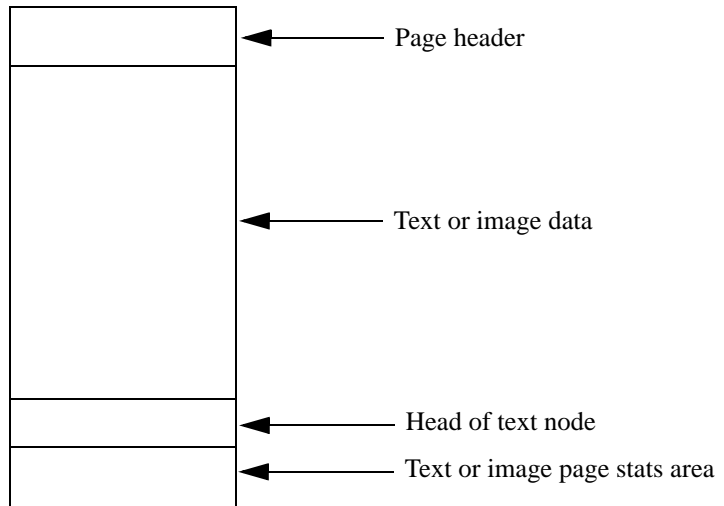 Page header
Text or image data
Head of text node
Text or image page stats area